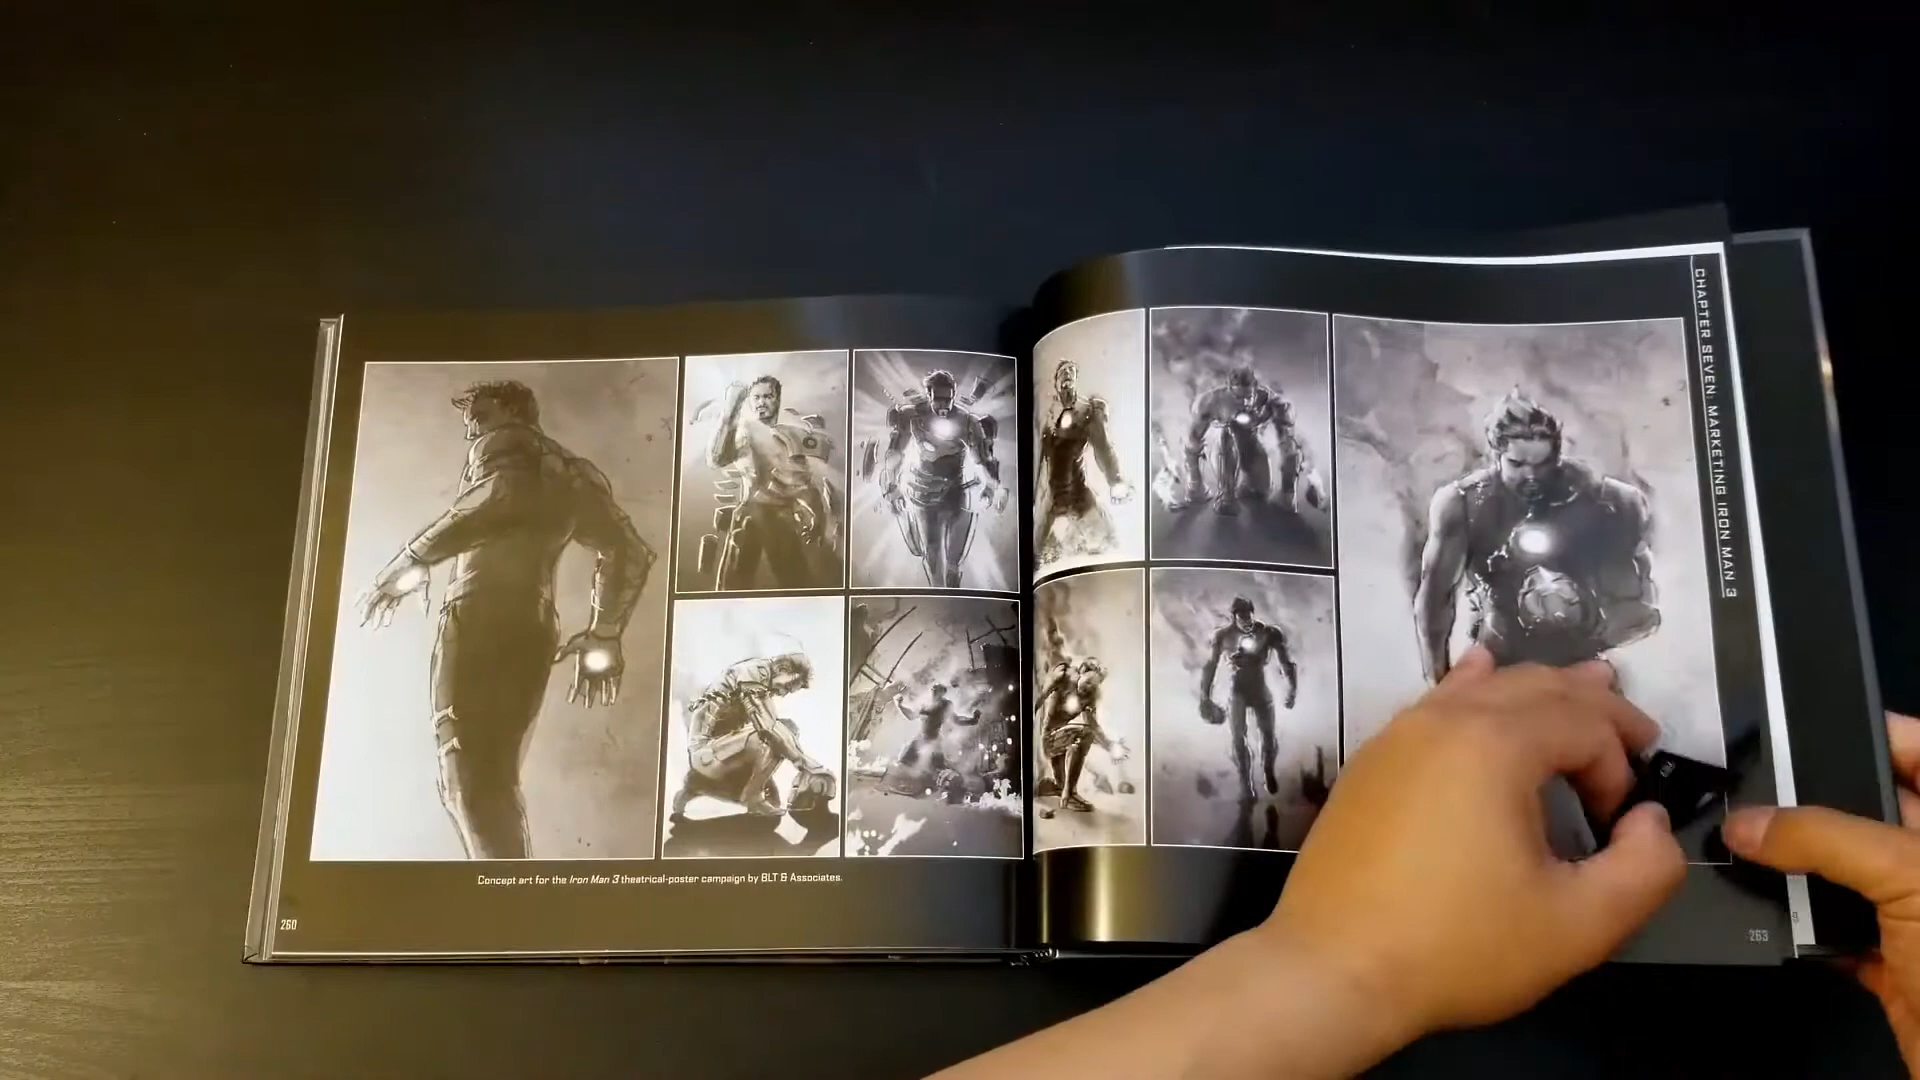 CHAPTER SEVEN: MARKETING IRON MAN 3
Concept art for the Iron Man 3 theatrical-poster campaign by BLT & Associates.
260
263